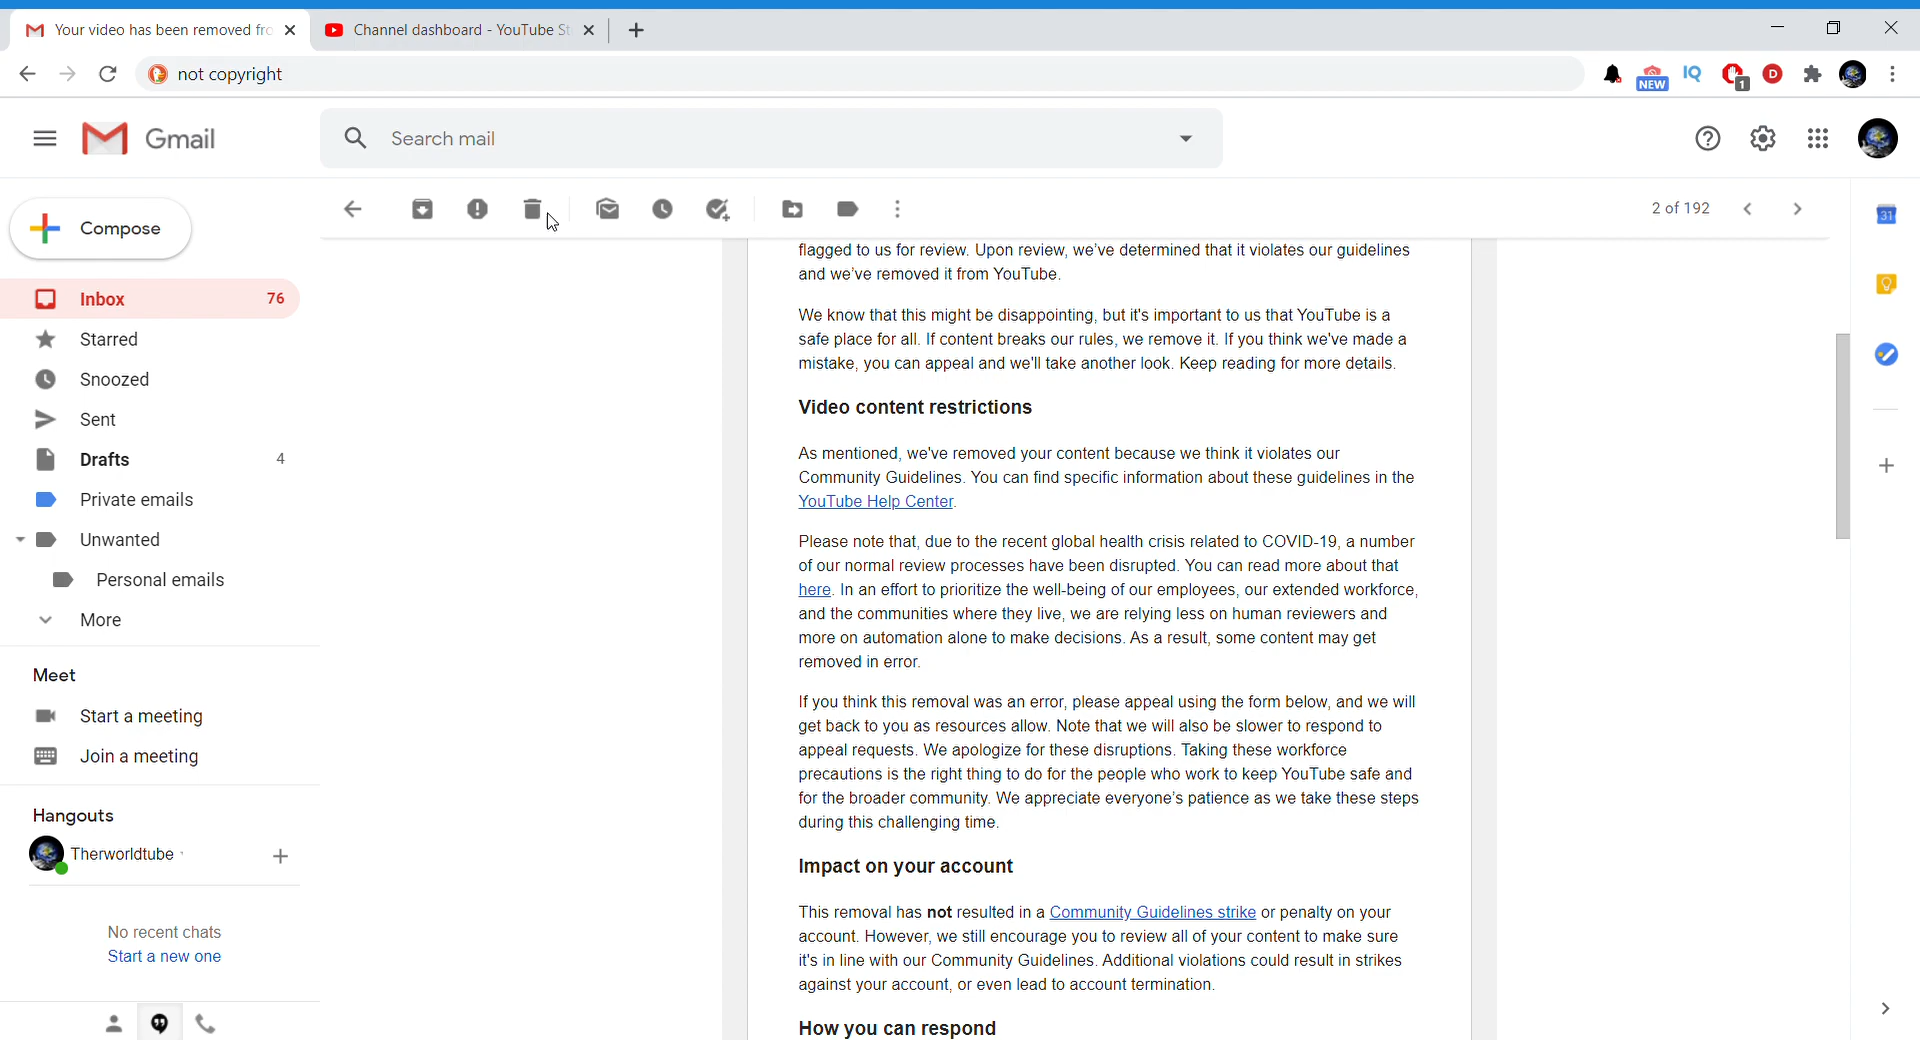 Your video has been removed fro
Channel dashboard - YouTube St
not copyright
NEW
IQ
1
D
Gmail
Search mail
Compose
2 of 192
31
Inbox 76
Starred
Snoozed
Sent
Drafts 4
Private emails
Unwanted
Personal emails
More
Meet
Start a meeting
Join a meeting
Hangouts
Therworldtube
No recent chats
Start a new one
flagged to us for review. Upon review, we’ve determined that it violates our guidelines
and we’ve removed it from YouTube.
We know that this might be disappointing, but it's important to us that YouTube is a
safe place for all. If content breaks our rules, we remove it. If you think we've made a
mistake, you can appeal and we'll take another look. Keep reading for more details.
Video content restrictions
As mentioned, we've removed your content because we think it violates our
Community Guidelines. You can find specific information about these guidelines in the
YouTube Help Center.
Please note that, due to the recent global health crisis related to COVID-19, a number
of our normal review processes have been disrupted. You can read more about that
here. In an effort to prioritize the well-being of our employees, our extended workforce,
and the communities where they live, we are relying less on human reviewers and
more on automation alone to make decisions. As a result, some content may get
removed in error.
If you think this removal was an error, please appeal using the form below, and we will
get back to you as resources allow. Note that we will also be slower to respond to
appeal requests. We apologize for these disruptions. Taking these workforce
precautions is the right thing to do for the people who work to keep YouTube safe and
for the broader community. We appreciate everyone’s patience as we take these steps
during this challenging time.
Impact on your account
This removal has not resulted in a Community Guidelines strike or penalty on your
account. However, we still encourage you to review all of your content to make sure
it's in line with our Community Guidelines. Additional violations could result in strikes
against your account, or even lead to account termination.
How you can respond